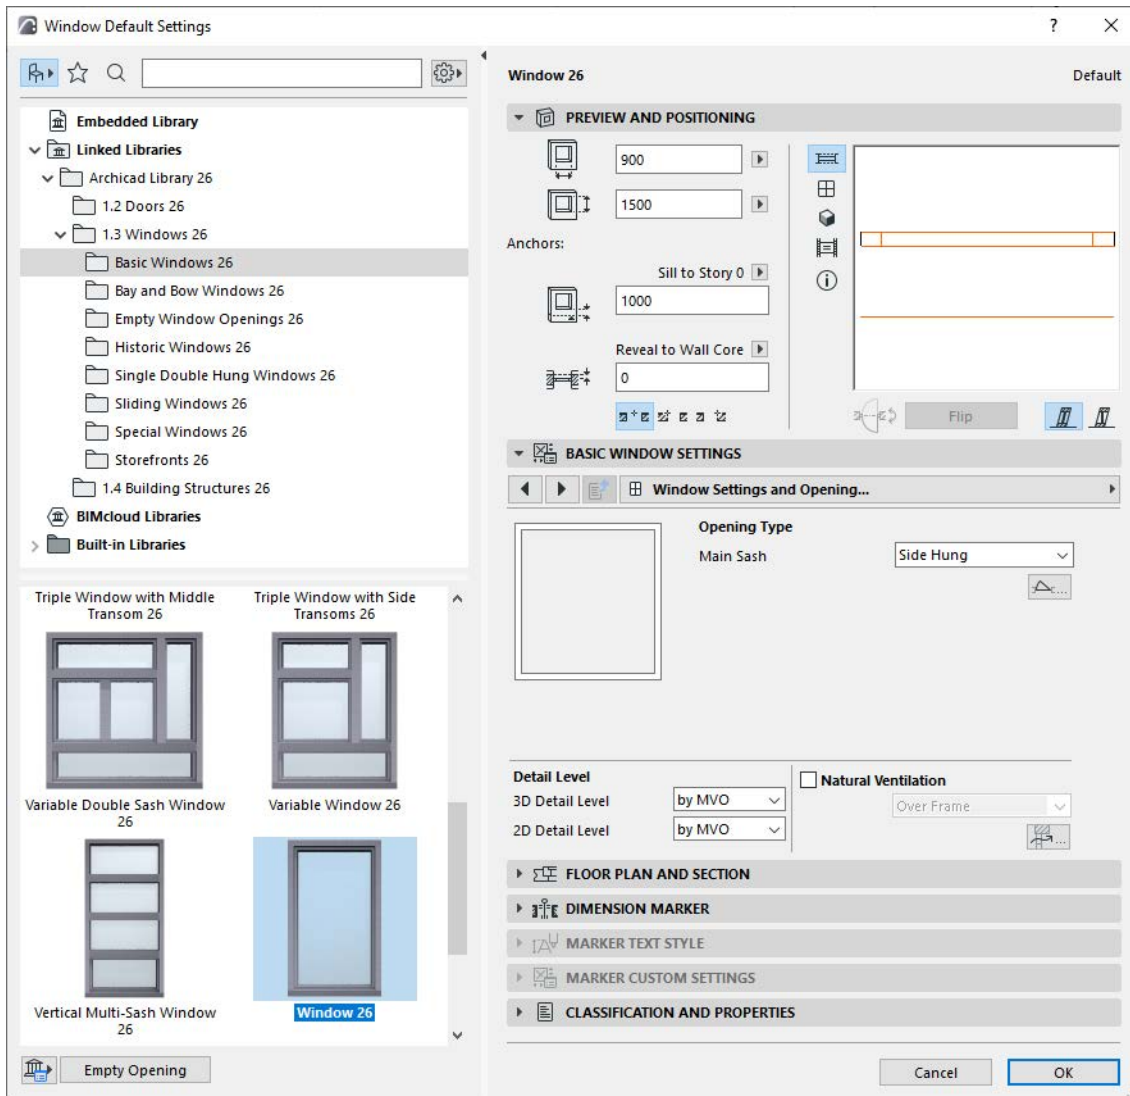 Window Default Settings
?
Embedded Library
Linked Libraries
Archicad Library 26
1.2 Doors 26
1.3 Windows 26
Basic Windows 26
Bay and Bow Windows 26
Empty Window Openings 26
Historic Windows 26
Single Double Hung Windows 26
Sliding Windows 26
Special Windows 26
Storefronts 26
1.4 Building Structures 26
BIMcloud Libraries
Built-in Libraries
Triple Window with Middle
Transom 26
Triple Window with Side
Transoms 26
Variable Double Sash Window
26
Variable Window 26
Vertical Multi-Sash Window
26
Window 26
Empty Opening
Window 26
Default
PREVIEW AND POSITIONING
900
1500
Anchors:
Sill to Story 0
1000
Reveal to Wall Core
0
Flip
BASIC WINDOW SETTINGS
Window Settings and Opening...
Opening Type
Main Sash
Side Hung
Detail Level
3D Detail Level
by MVO
2D Detail Level
by MVO
Natural Ventilation
Over Frame
FLOOR PLAN AND SECTION
DIMENSION MARKER
MARKER TEXT STYLE
MARKER CUSTOM SETTINGS
CLASSIFICATION AND PROPERTIES
Cancel
OK